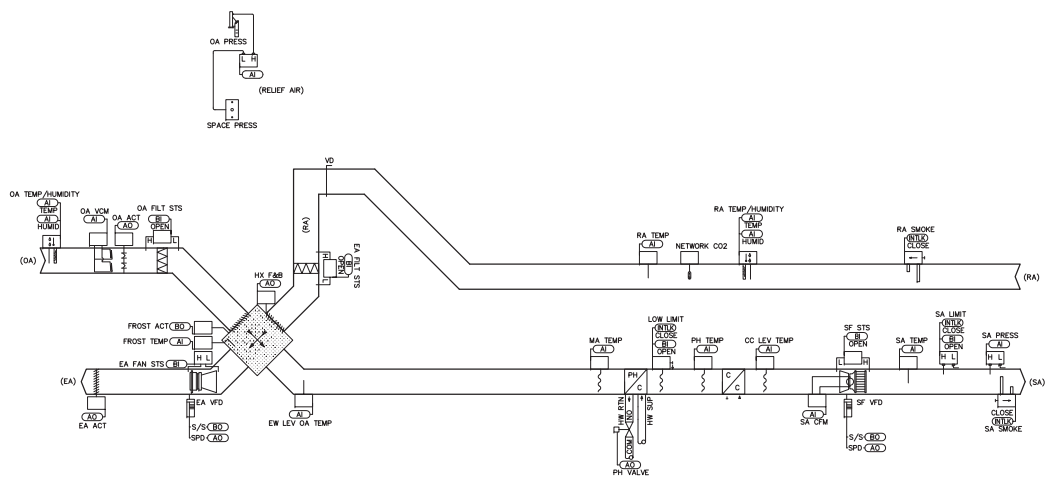 OA PRESS
L H
AI
(RELIEF AIR)
SPACE PRESS
VD
OA TEMP/HUMIDITY
AI
TEMP
AI
HUMID
OA VCM
AI
OA ACT
AO
OA FILT STS
BI
OPEN
H L
(OA)
(RA)
EA FILT STS
BI
OPEN
H
L
HX F&B
AO
RA TEMP
AI
NETWORK CO2
RA TEMP/HUMIDITY
AI
TEMP
AI
HUMID
RA SMOKE
INTLK
CLOSE
(RA)
FROST ACT BO
FROST TEMP AI
H L
EA FAN STS BI
(EA)
AO
EA ACT
EA VFD
S/S BO
SPD AO
AI
EW LEV OA TEMP
MA TEMP
AI
LOW LIMIT
INTLK
CLOSE
BI
OPEN
PH TEMP
AI
CC LEV TEMP
AI
PH
C
C
C
HW RTN
HW SUP
NO
COM
AO
PH VALVE
SF STS
BI
OPEN
L H
AI
SA CFM
SF VFD
S/S BO
SPD AO
SA TEMP
AI
SA LIMIT
INTLK
CLOSE
BI
OPEN
H L
SA PRESS
AI
H L
(SA)
CLOSE
INTLK
SA SMOKE